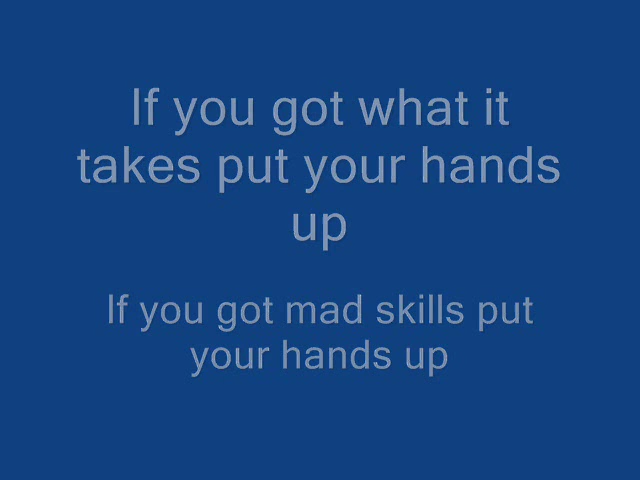 If you got what it
takes put your hands
up
If you got mad skills put
your hands up